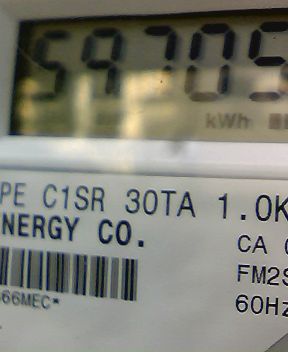 59705
kWh
PE C1SR 30TA 1.0K
NERGY CO.
CA
66MEC*
FM2S
60Hz